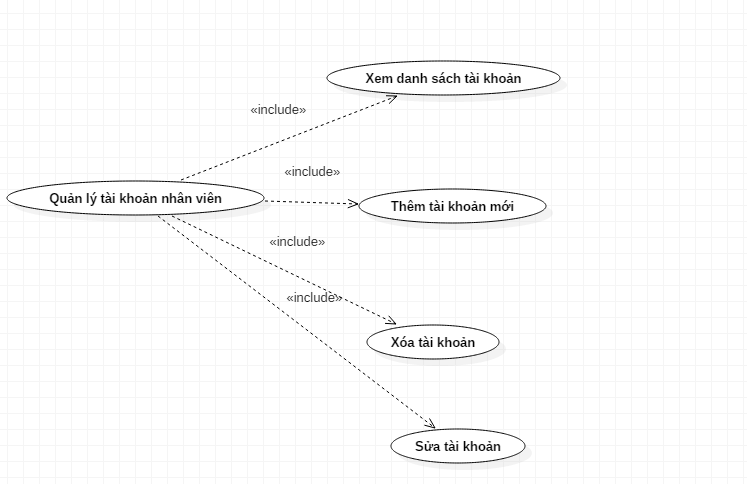 Xem danh sách tài khoản
«include»
«include»
Quản lý tài khoản nhân viên
Thêm tài khoản mới
«include»
«include»
Xóa tài khoản
Sửa tài khoản